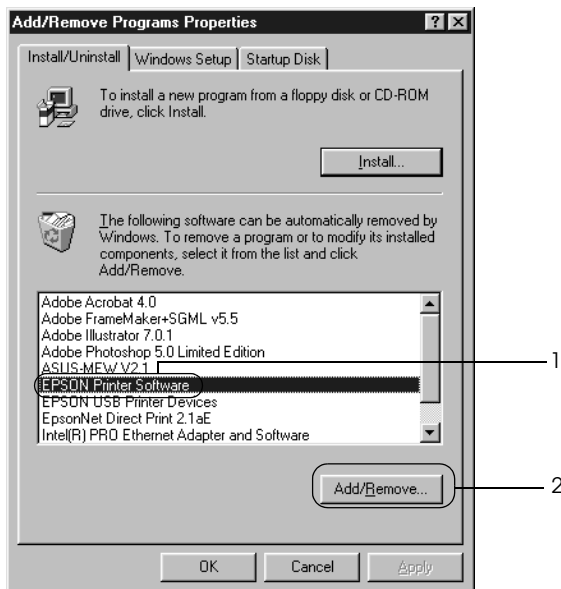 Add/Remove Programs Properties
? X
Install/Uninstall Windows Setup Startup Disk
To install a new program from a floppy disk or CD-ROM
drive, click Install.
Install...
The following software can be automatically removed by
Windows. To remove a program or to modify its installed
components, select it from the list and click
Add/Remove.
Adobe Acrobat 4.0
Adobe FrameMaker+SGML v5.5
Adobe Illustrator 7.0.1
Adobe Photoshop 5.0 Limited Edition
ASUS-MEW V2.1
1
EPSON Printer Software
EPSON USB Printer Devices
EpsonNet Direct Print 2.1aE
Intel(R) PRO Ethernet Adapter and Software
Add/Remove...
2
OK Cancel Apply